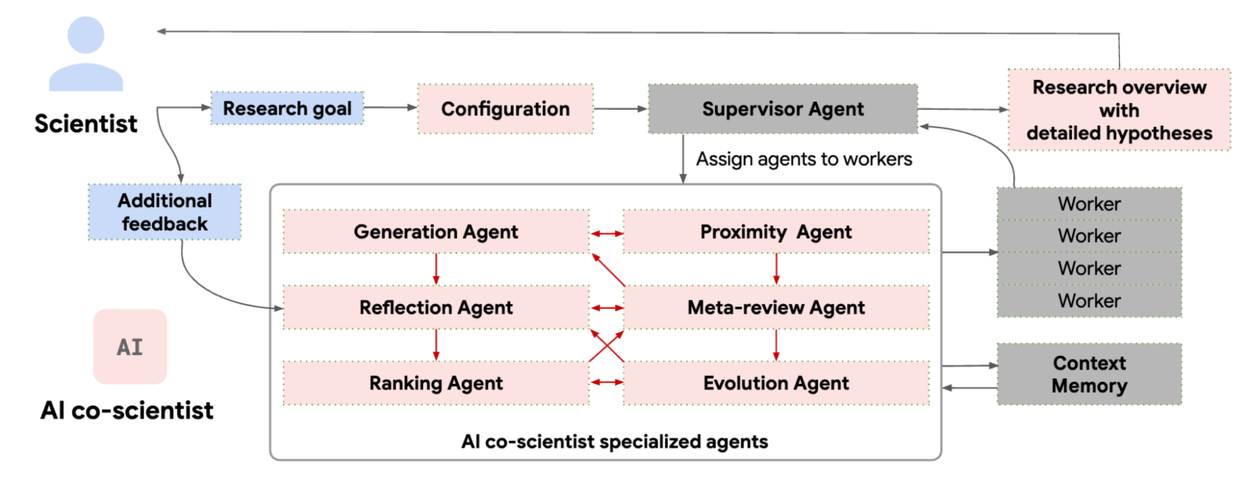 Scientist
Research goal
Configuration
Supervisor Agent
Research overview
with
detailed hypotheses
Assign agents to workers
Additional
feedback
Generation Agent
Proximity Agent
Reflection Agent
Meta-review Agent
Ranking Agent
Evolution Agent
AI co-scientist specialized agents
Worker
Worker
Worker
Worker
Context
Memory
AI
AI co-scientist